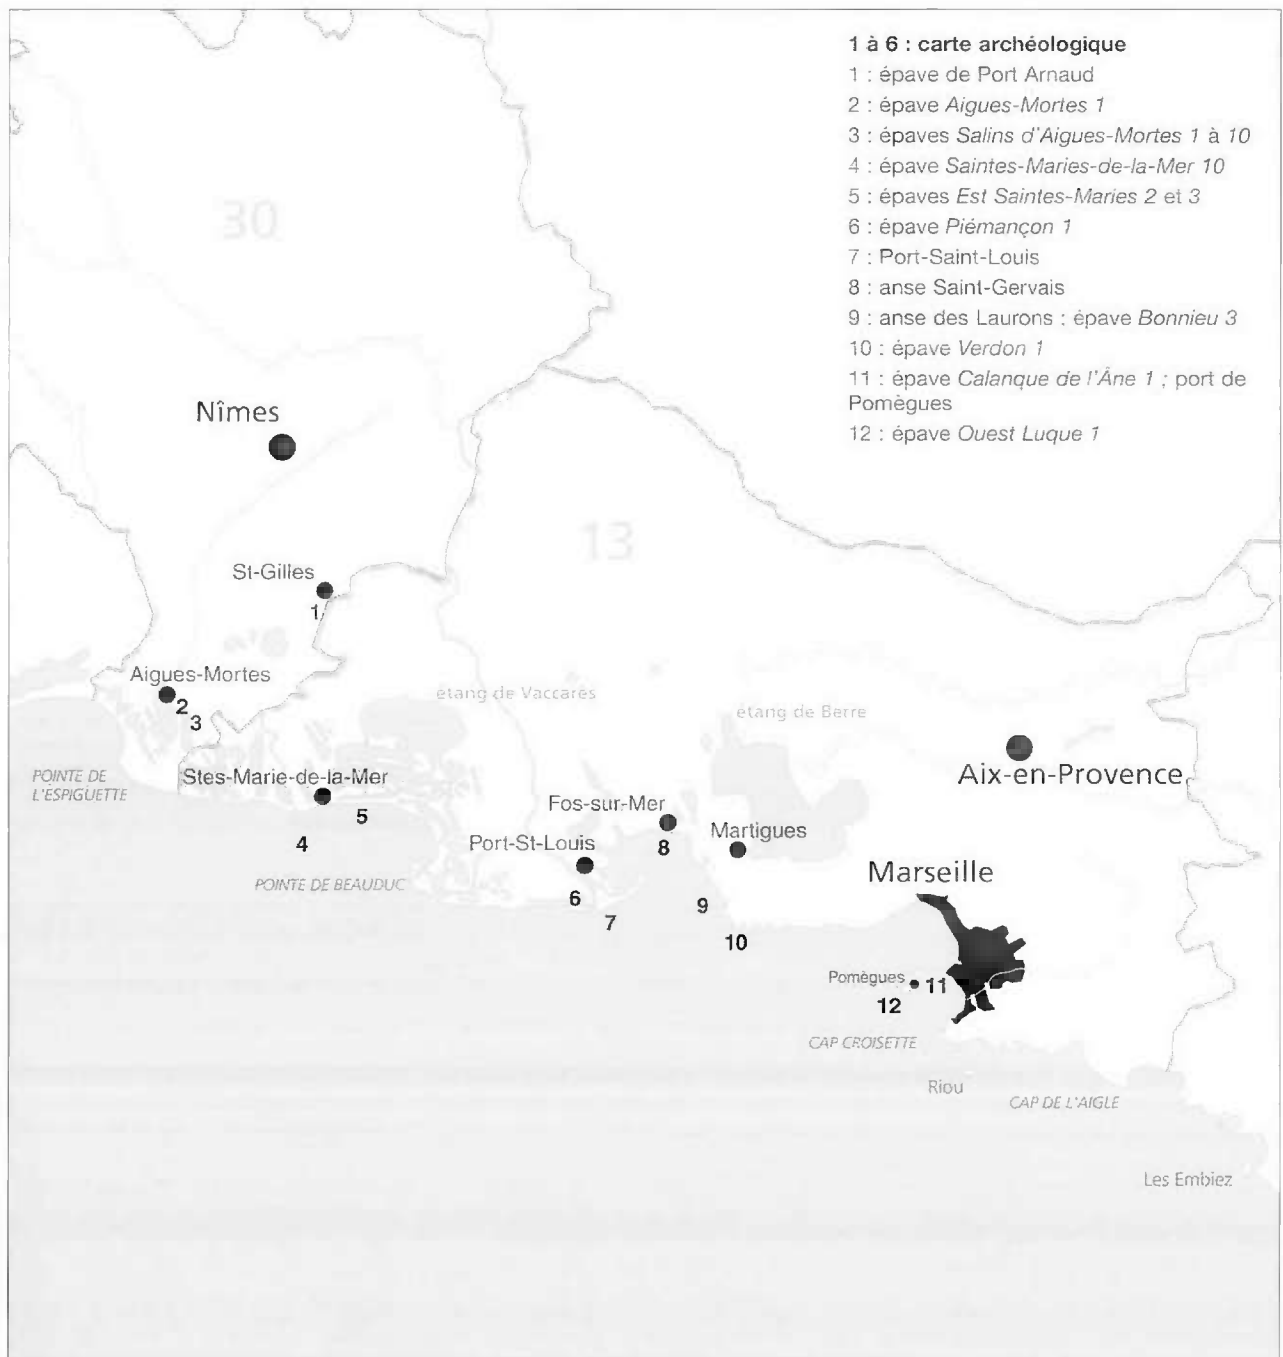 1 à 6 : carte archéologique
1 : épave de Port Arnaud
2 : épave Aigues-Mortes 1
3 : épaves Salins d'Aigues-Mortes 1 à 10
4 : épave Saintes-Maries-de-la-Mer 10
5 : épaves Est Saintes-Maries 2 et 3
6 : épave Piémançon 1
7 : Port-Saint-Louis
8 : anse Saint-Gervais
9 : anse des Laurons : épave Bonnieu 3
10 : épave Verdon 1
11 : épave Calanque de l'Âne 1 ; port de
Pomègues
12 : épave Ouest Luque 1
30
Nîmes
13
St-Gilles
1
Aigues-Mortes
2
3
étang de Vaccarès
étang de Berre
Aix-en-Provence
POINTE DE
L'ESPIGUETTE
Stes-Marie-de-la-Mer
5
4
POINTE DE BEAUDUC
Fos-sur-Mer
8
Martigues
Port-St-Louis
6
7
9
10
Marseille
Pomègues
11
12
CAP CROISETTE
Riou
CAP DE L'AIGLE
Les Embiez